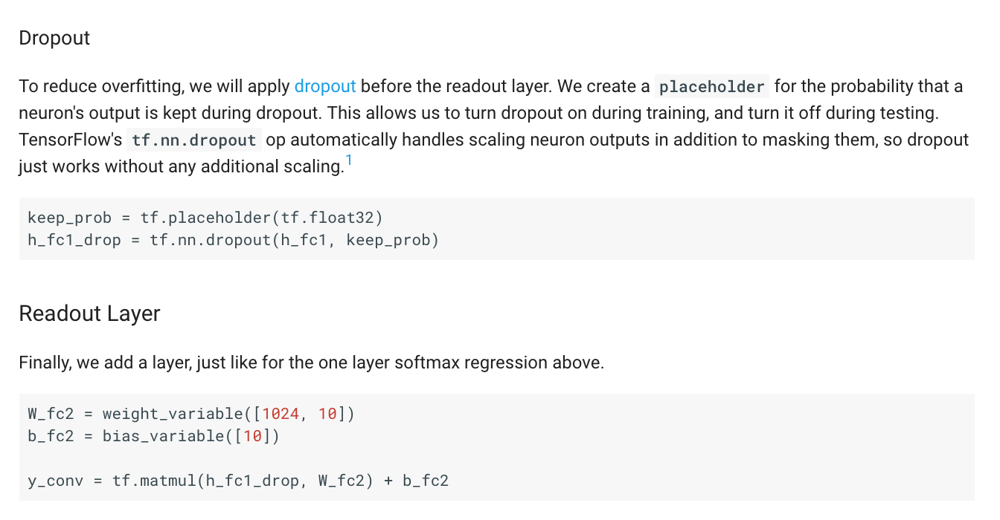 Dropout
To reduce overfitting, we will apply dropout before the readout layer. We create a placeholder for the probability that a
neuron's output is kept during dropout. This allows us to turn dropout on during training, and turn it off during testing.
TensorFlow's tf.nn.dropout op automatically handles scaling neuron outputs in addition to masking them, so dropout
just works without any additional scaling.1
keep_prob = tf.placeholder(tf.float32)
h_fc1_drop = tf.nn.dropout(h_fc1, keep_prob)
Readout Layer
Finally, we add a layer, just like for the one layer softmax regression above.
W_fc2 = weight_variable([1024, 10])
b_fc2 = bias_variable([10])
y_conv = tf.matmul(h_fc1_drop, W_fc2) + b_fc2